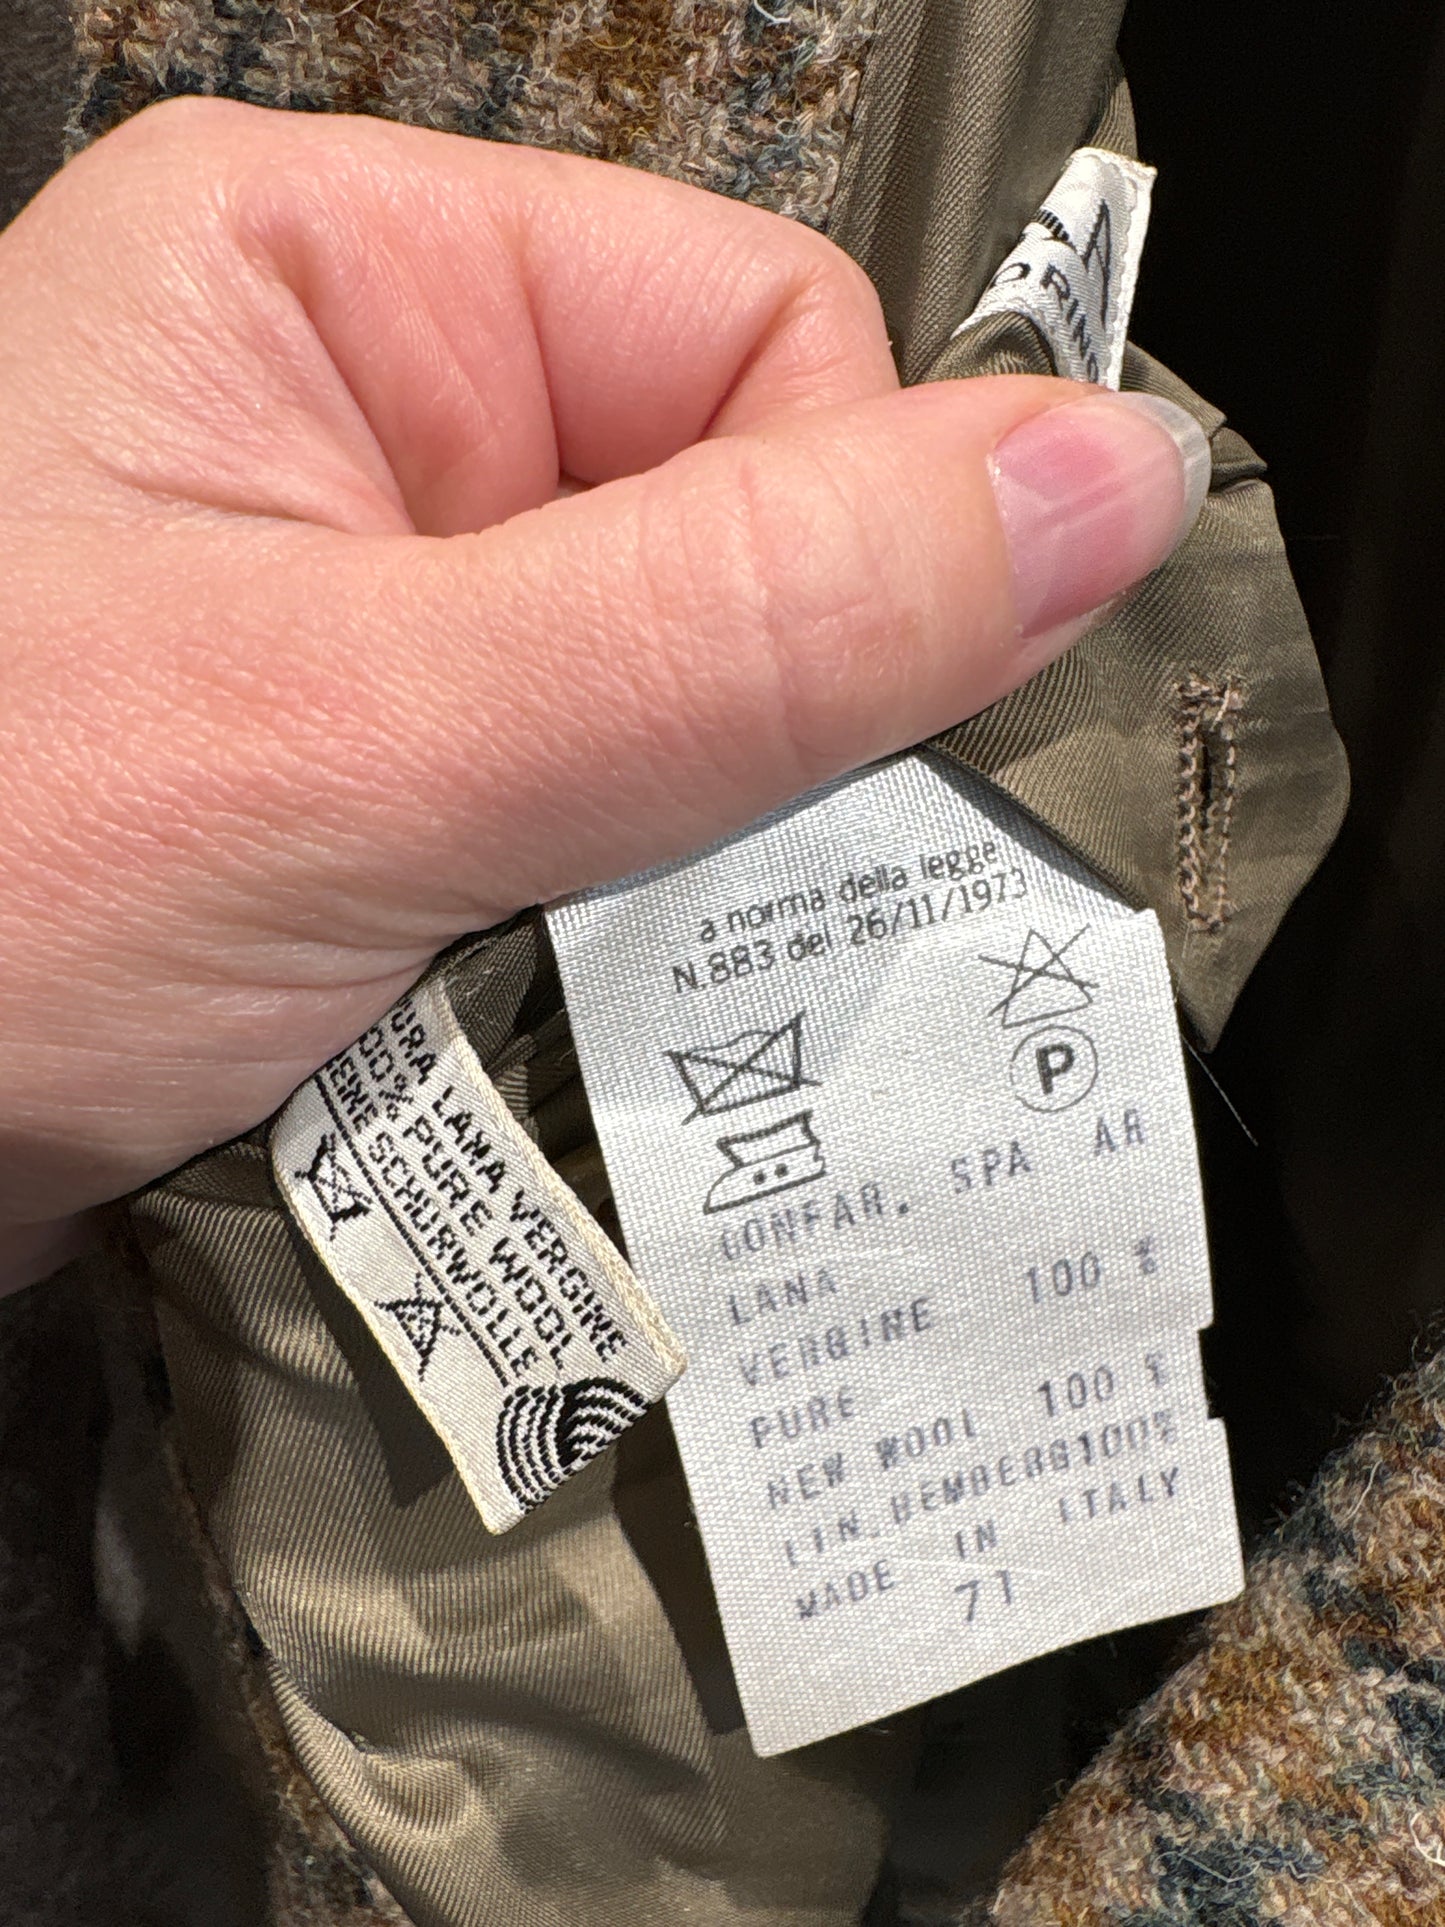 RINO
a norma della legge
N.883 del 26/11/1973
P
CONFAR. SPA AR
LANA
VERGINE 100 %
PURE
NEW WOOL 100 %
LIN.BEMBERG100%
MADE IN ITALY
71
PURA LANA VERGINE
100% PURE WOOL
REINE SCHURWOLLE